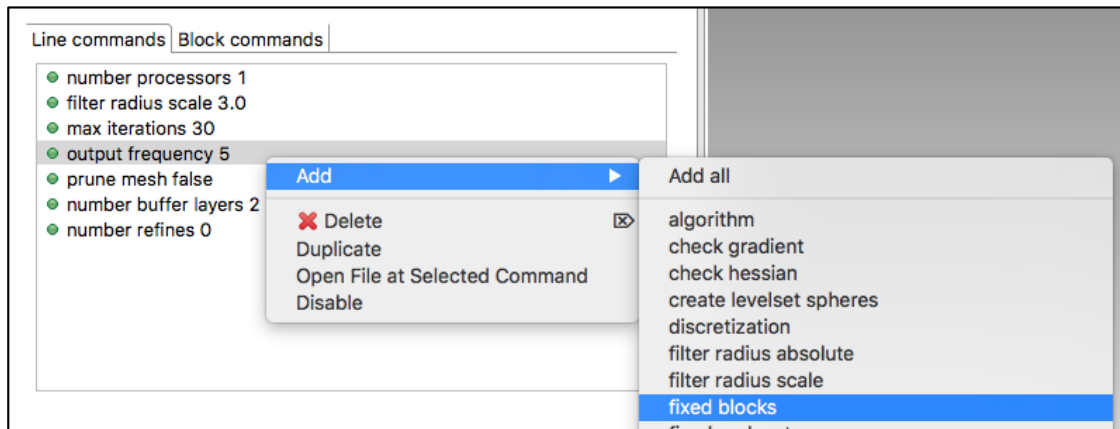 Line commands Block commands
number processors 1
filter radius scale 3.0
max iterations 30
output frequency 5
prune mesh false
number buffer layers 2
number refines 0
Add
Delete
Duplicate
Open File at Selected Command
Disable
Add all
algorithm
check gradient
check hessian
create levelset spheres
discretization
filter radius absolute
filter radius scale
fixed blocks